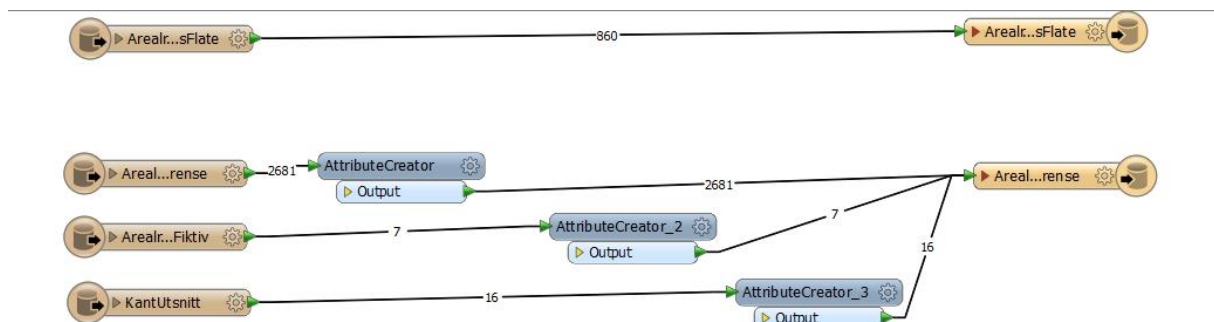 Arealr...sFlate
860
Arealr...sFlate
Areal...rense
2681
AttributeCreator
Output
2681
Areal...rense
Arealr...Fiktiv
7
AttributeCreator_2
Output
7
KantUtsnitt
16
AttributeCreator_3
Output
16